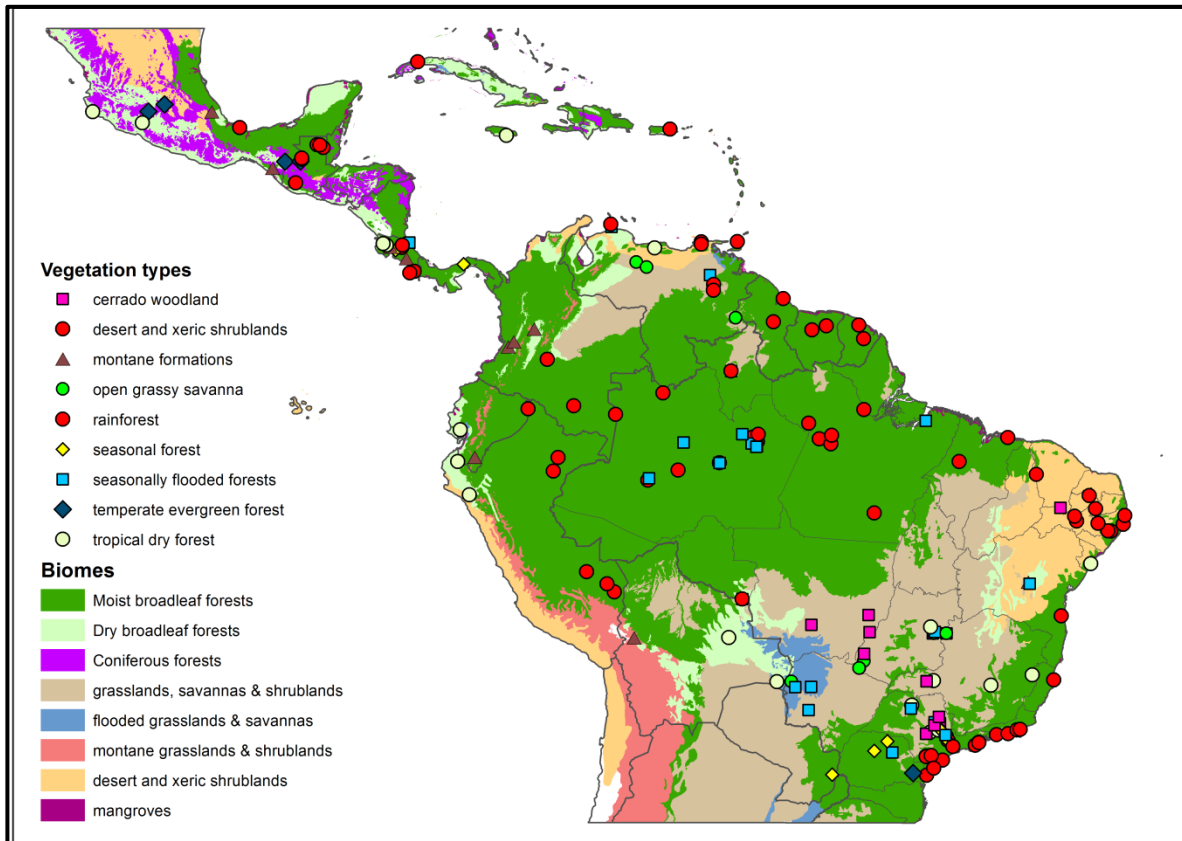 Vegetation types
cerrado woodland
desert and xeric shrublands
montane formations
open grassy savanna
rainforest
seasonal forest
seasonally flooded forests
temperate evergreen forest
tropical dry forest
Biomes
Moist broadleaf forests
Dry broadleaf forests
Coniferous forests
grasslands, savannas & shrublands
flooded grasslands & savannas
montane grasslands & shrublands
desert and xeric shrublands
mangroves